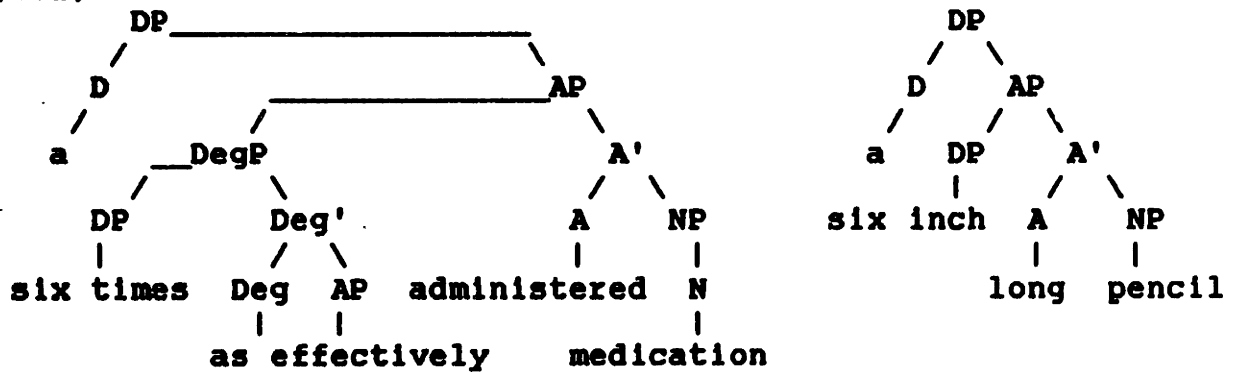 DP DP
D AP D AP
a DegP A' a DP A'
DP Deg' A NP six inch A NP
six times Deg AP administered N long pencil
as effectively medication